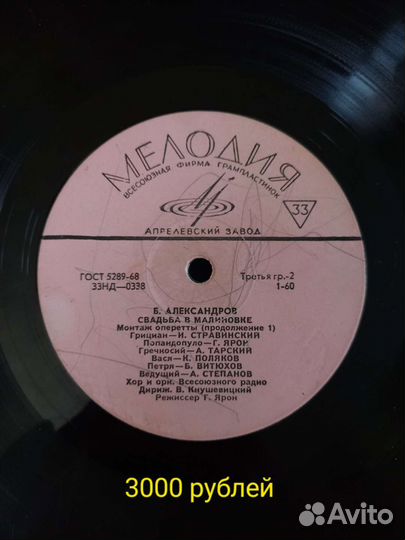 МЕЛОДИЯ
ВСЕСОЮЗНАЯ ФИРМА ГРАМПЛАСТИНОК
33
АПРЕЛЕВСКИЙ ЗАВОД
ГОСТ 5289-68
Третья гр.-2
33НД—0338
1-60
Б. АЛЕКСАНДРОВ
СВАДЬБА В МАЛИНОВКЕ
Монтаж оперетты (продолжение 1)
Грициан—И. СТРАВИНСКИЙ
Попандопуло—Г. ЯРОН
Гречкосий—А. ТАРСКИЙ
Вася—К. ПОЛЯКОВ
Петря—Б. ВИТЮХОВ
Ведущий—А. СТЕПАНОВ
Хор и орк. Всесоюзного радио
Дириж. В. Кнушевицкий
Режиссер Г. Ярон
3000 рублей
Avito